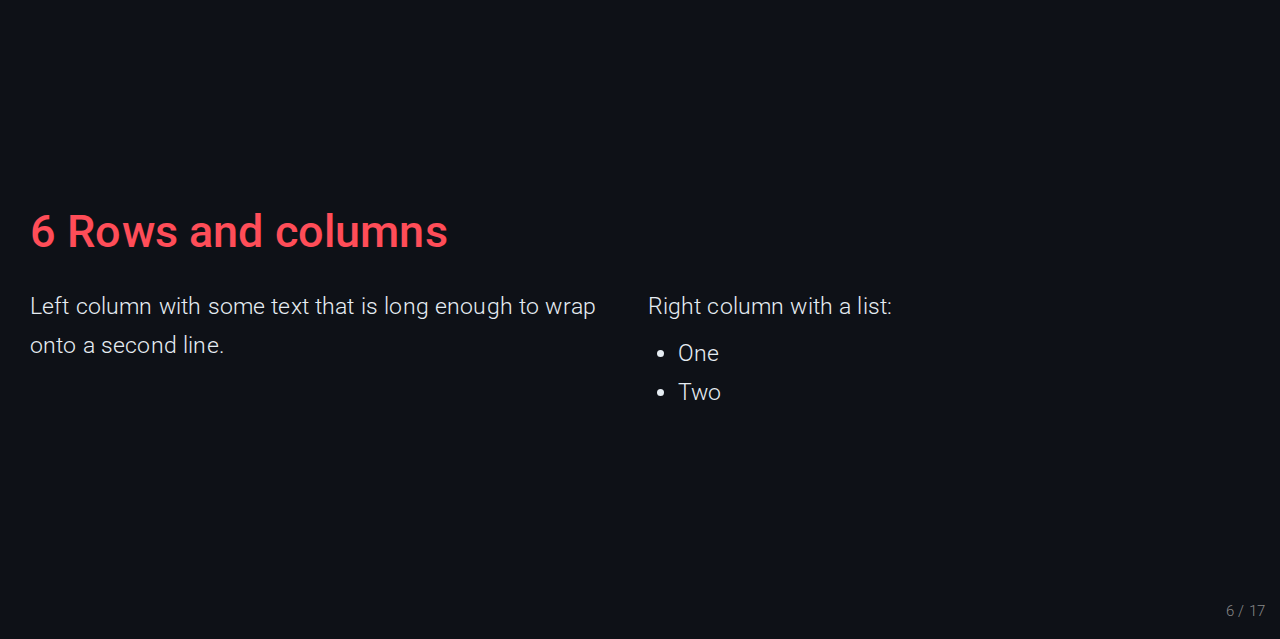 6 Rows and columns
Left column with some text that is long enough to wrap
onto a second line.
Right column with a list:
• One
• Two
6 / 17